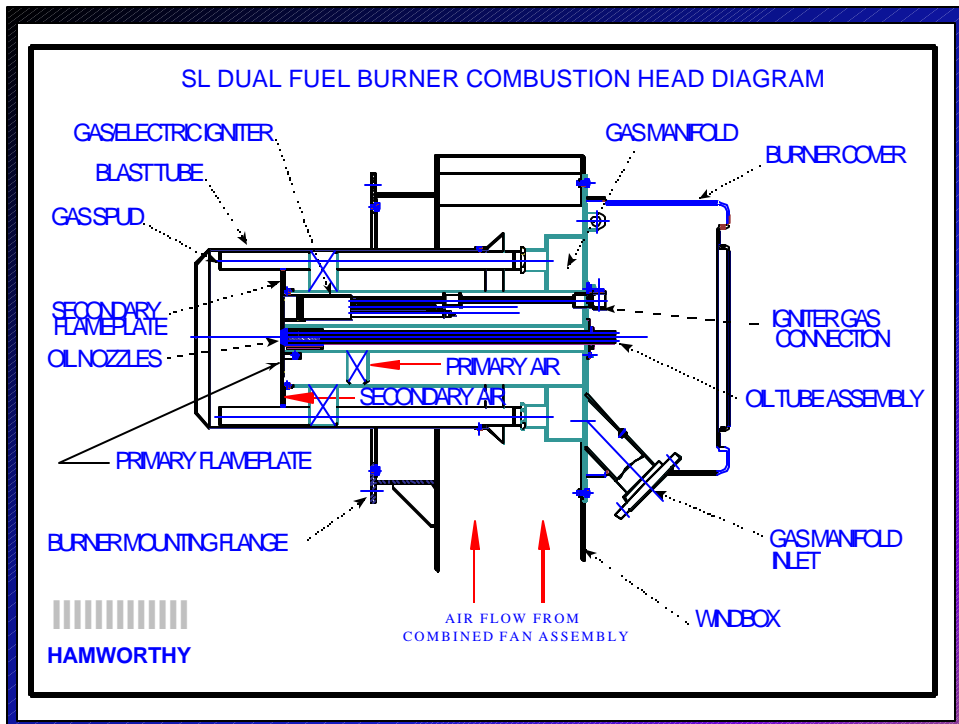 SL DUAL FUEL BURNER COMBUSTION HEAD DIAGRAM
GAS/ELECTRIC IGNITER
BLAST TUBE
GAS SPUD
SECONDARY
FLAMEPLATE
OIL NOZZLES
PRIMARY FLAMEPLATE
BURNER MOUNTING FLANGE
GAS MANIFOLD
BURNER COVER
IGNITER GAS
CONNECTION
PRIMARY AIR
SECONDARY AIR
OIL TUBE ASSEMBLY
GAS MANIFOLD
INLET
WINDBOX
AIR FLOW FROM
COMBINED FAN ASSEMBLY
HAMWORTHY